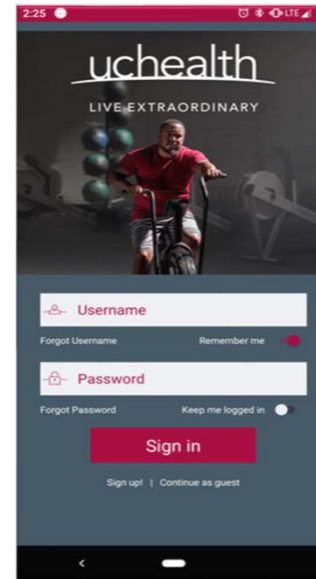 2:25 LTE
uchealth
LIVE EXTRAORDINARY
Username
Forgot Username Remember me
Password
Forgot Password Keep me logged in
Sign in
Sign up! | Continue as guest